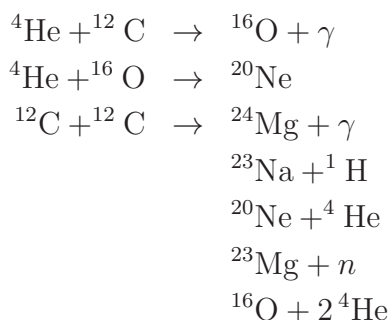 ⁴He + ¹²C → ¹⁶O + γ
⁴He + ¹⁶O → ²⁰Ne
¹²C + ¹²C → ²⁴Mg + γ
²³Na + ¹H
²⁰Ne + ⁴He
²³Mg + n
¹⁶O + 2 ⁴He